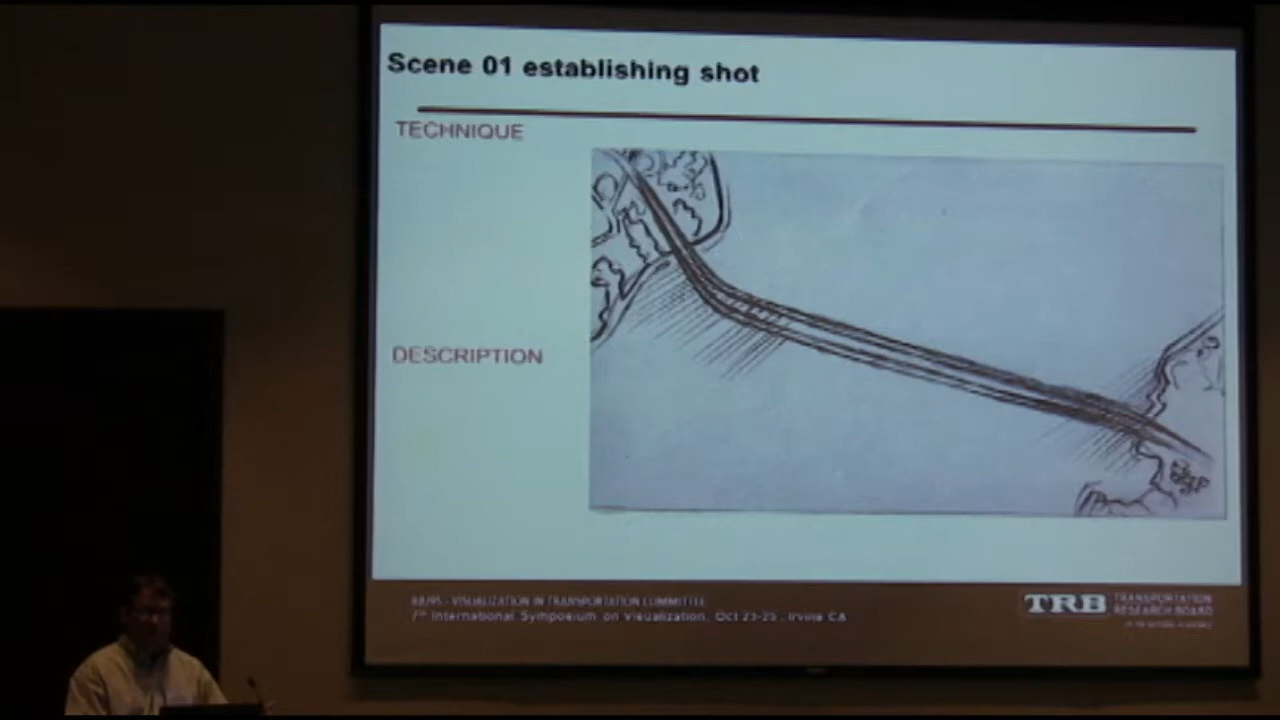 Scene 01 establishing shot
TECHNIQUE
DESCRIPTION
- VISUALIZATION IN TRANSPORTATION COMMITTEE
7th International Symposium on Visualization, Oct 23-25, Irvine CA
TRB TRANSPORTATION
RESEARCH BOARD